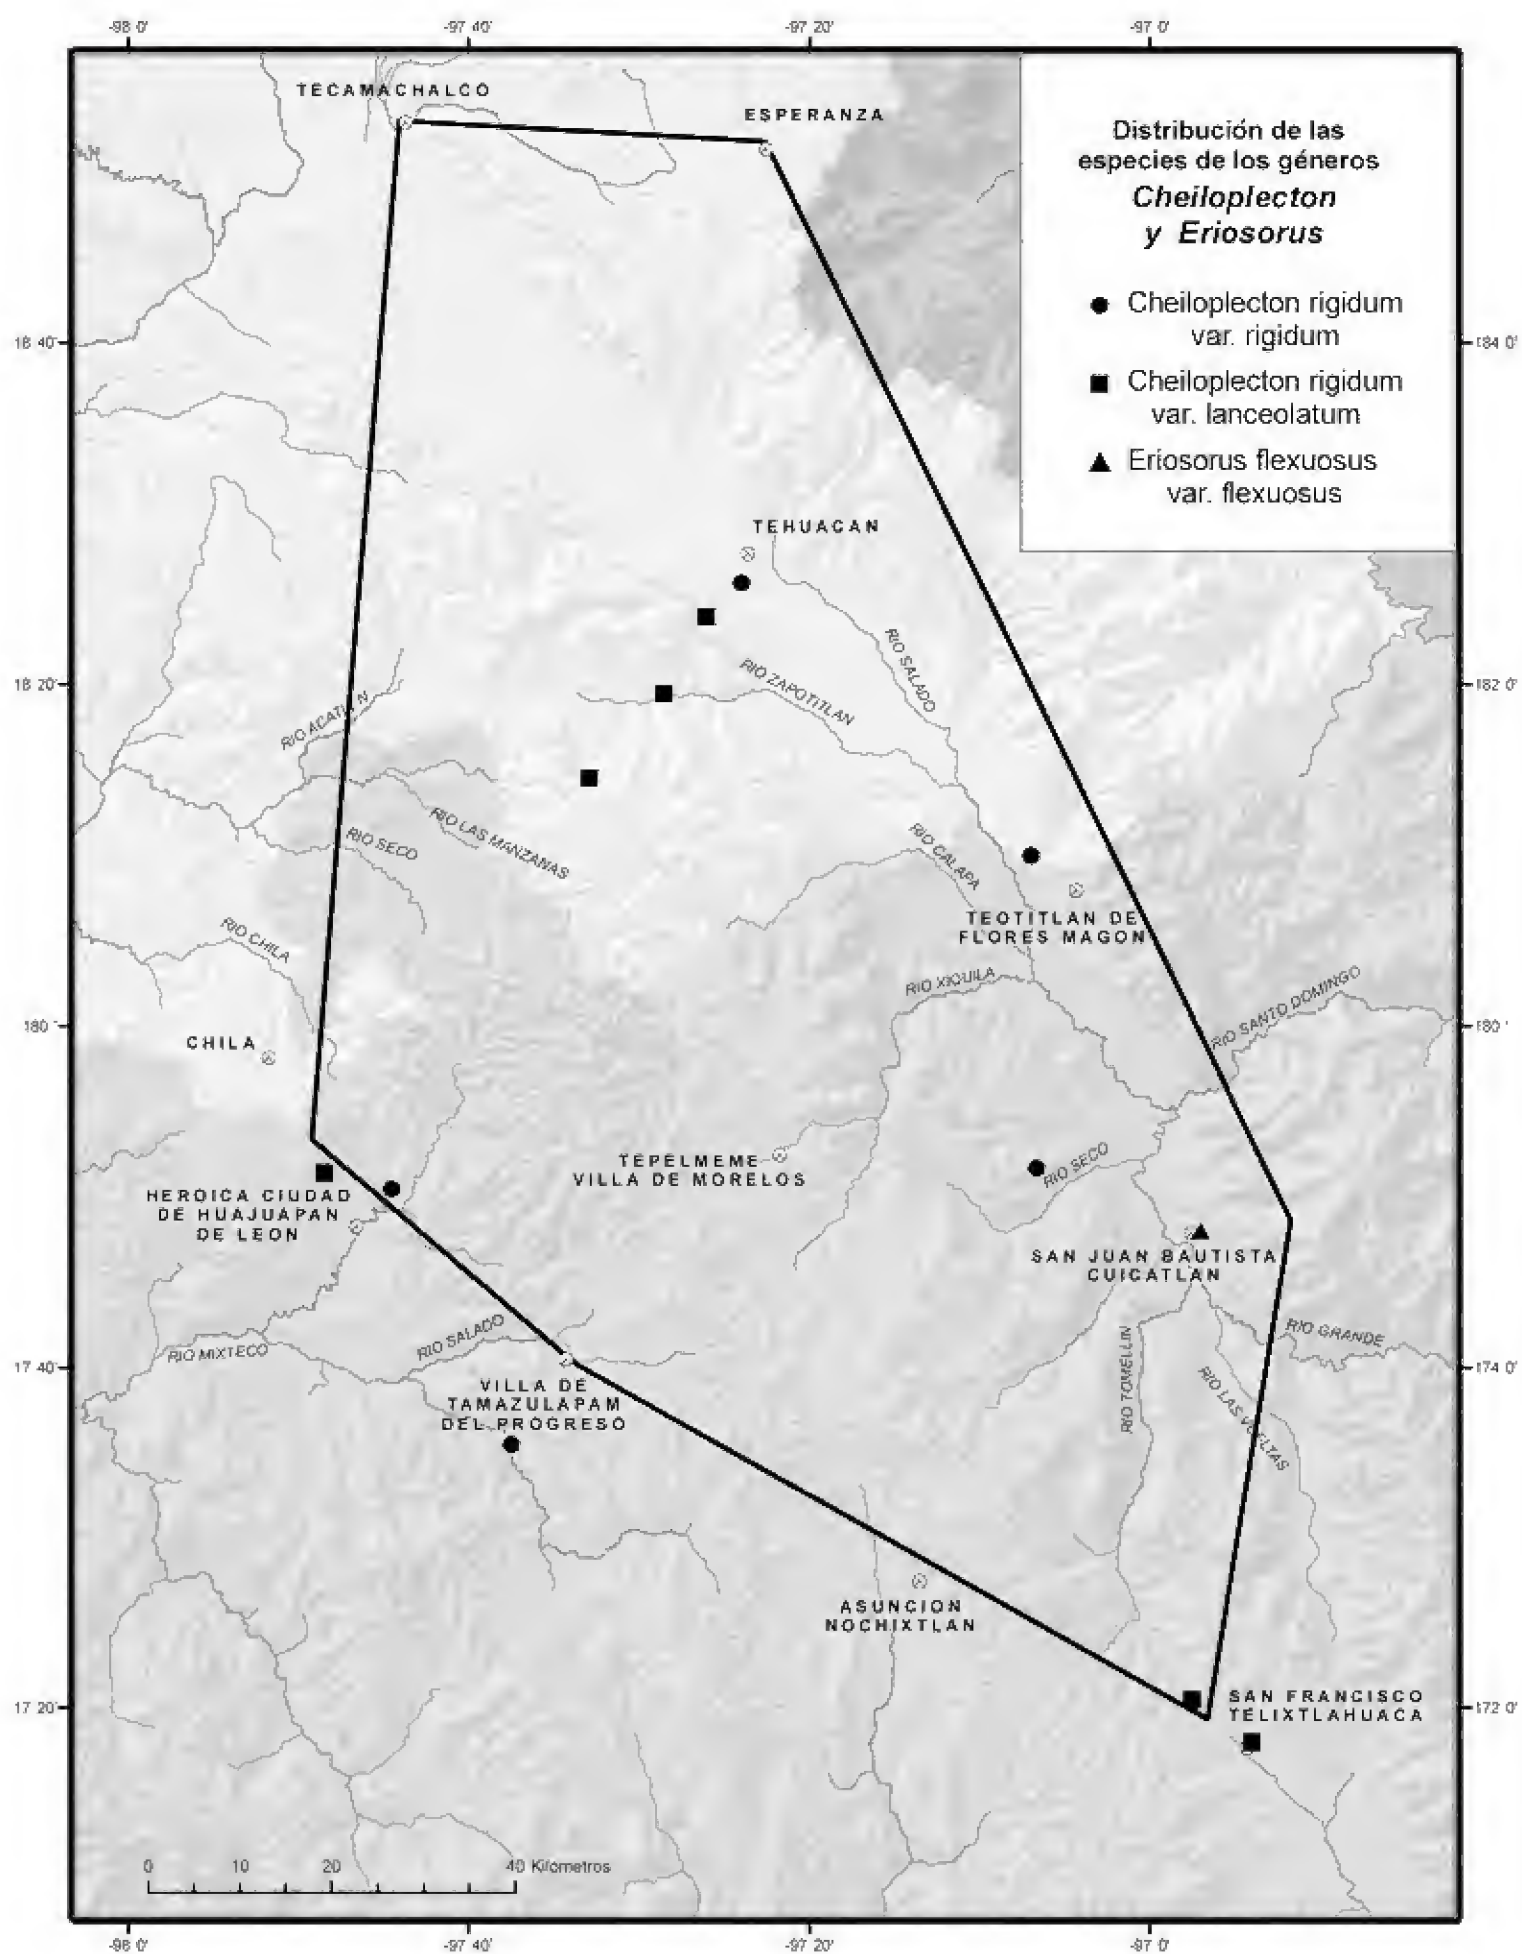 -98 0'
-97 40'
-97 20'
-97 0'
TECAMACHALCO
ESPERANZA
Distribución de las
especies de los géneros
Cheiloplecton
y Eriosorus
Cheiloplecton rigidum
var. rigidum
Cheiloplecton rigidum
var. lanceolatum
Eriosorus flexuosus
var. flexuosus
18 40'
184 0'
TEHUACAN
RIO SALADO
RIO ZAPOTITLAN
18 20'
182 0'
RIO ACATLAN
RIO LAS MANZANAS
RIO SECO
RIO CALAPA
TEOTITLAN DE
FLORES MAGON
RIO CHILA
RIO XIQUILA
RIO SANTO DOMINGO
180 '
180 '
CHILA
TEPELMEME
VILLA DE MORELOS
RIO SECO
HEROICA CIUDAD
DE HUAJUAPAN
DE LEON
SAN JUAN BAUTISTA
CUICATLAN
RIO MIXTECO
RIO SALADO
RIO TOMELLIN
RIO GRANDE
RIO LAS VUELTAS
17 40'
174 0'
VILLA DE
TAMAZULAPAM
DEL PROGRESO
ASUNCION
NOCHIXTLAN
17 20'
172 0'
SAN FRANCISCO
TELIXTLAHUACA
0 10 20 40 Kilómetros
-98 0'
-97 40'
-97 20'
-97 0'